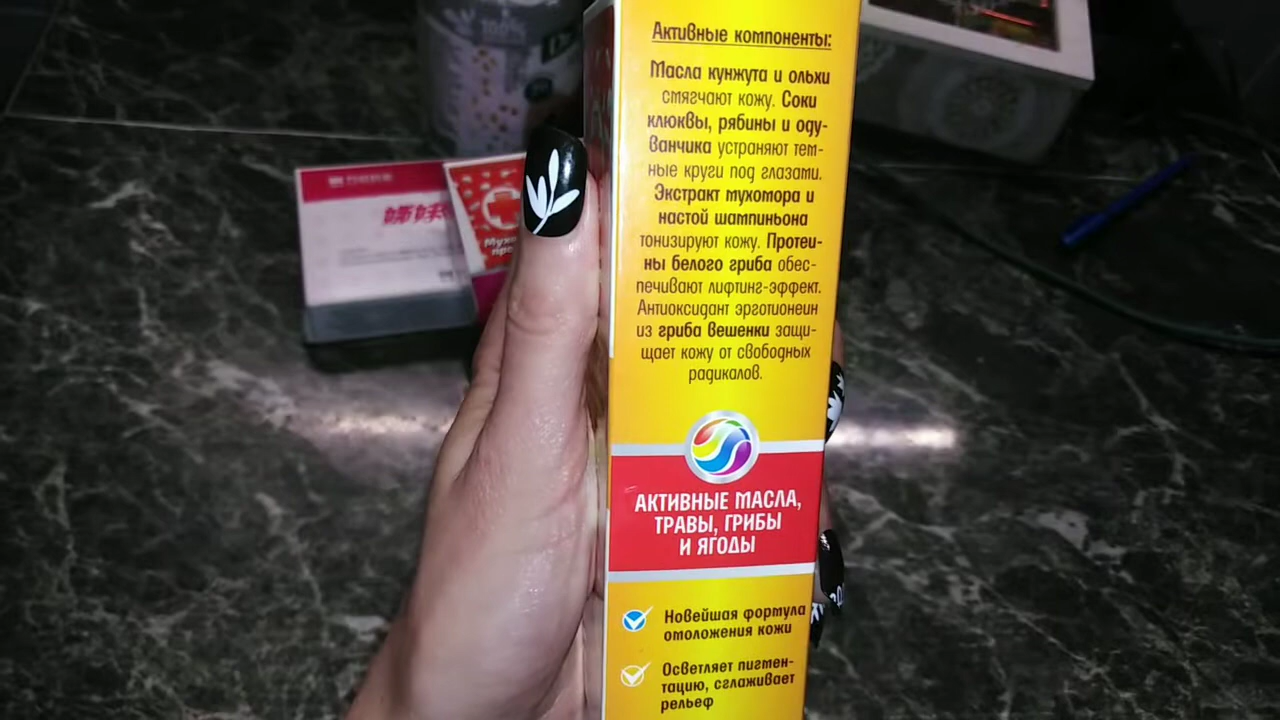 Активные компоненты:
Масла кунжута и ольхи
смягчают кожу. Соки
клюквы, рябины и оду-
ванчика устраняют тем-
ные круги под глазами.
Экстракт мухомора и
настой шампиньона
тонизируют кожу. Протеи-
ны белого гриба обес-
печивают лифтинг-эффект.
Антиоксидант эрготионеин
из гриба вешенки защи-
щает кожу от свободных
радикалов.
АКТИВНЫЕ МАСЛА,
ТРАВЫ, ГРИБЫ
И ЯГОДЫ
Новейшая формула
омоложения кожи
Осветляет пигмен-
тацию, сглаживает
рельеф
100%